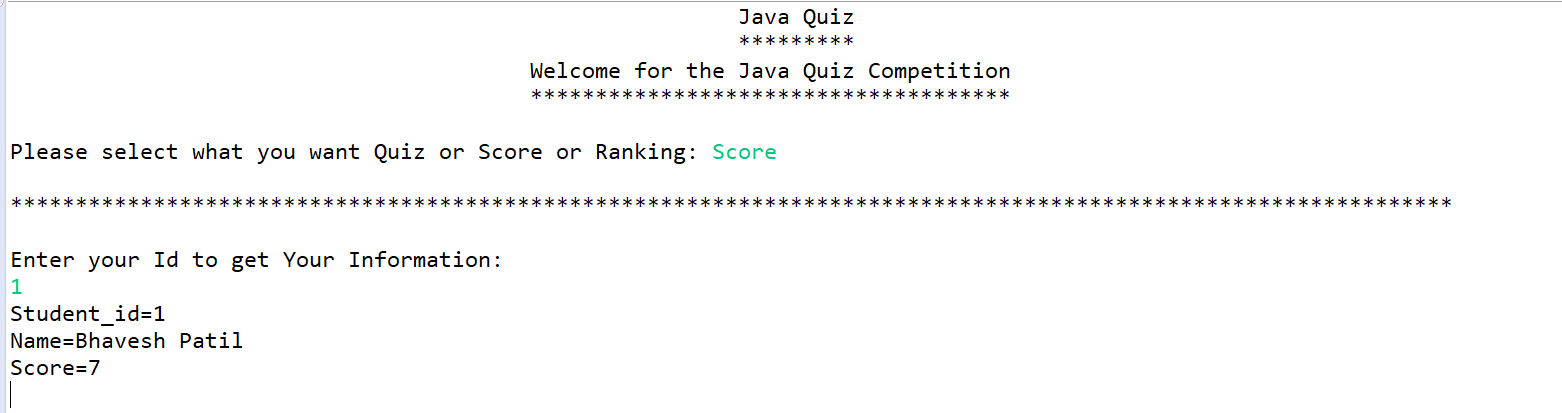 Java Quiz
*********
Welcome for the Java Quiz Competition
*************************************
Please select what you want Quiz or Score or Ranking: Score
***************************************************************************************************************
Enter your Id to get Your Information:
1
Student_id=1
Name=Bhavesh Patil
Score=7